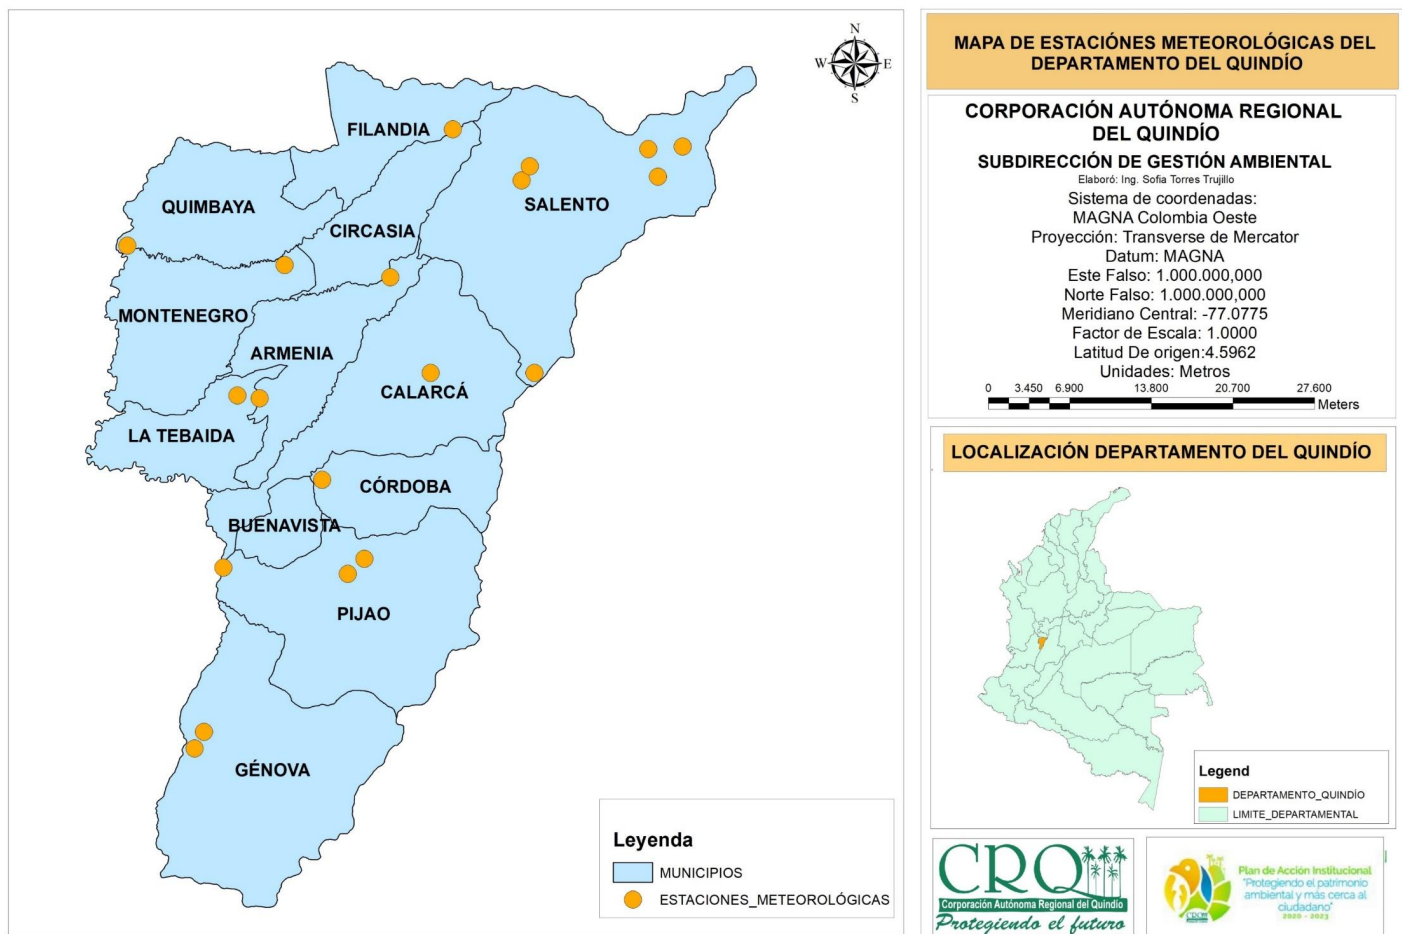 N
W
E
S
FILANDIA
QUIMBAYA
SALENTO
CIRCASIA
MONTENEGRO
ARMENIA
CALARCÁ
LA TEBAIDA
CÓRDOBA
BUENAVISTA
PIJAO
GÉNOVA
Leyenda
MUNICIPIOS
ESTACIONES_METEOROLÓGICAS
MAPA DE ESTACIÓNES METEOROLÓGICAS DEL
DEPARTAMENTO DEL QUINDÍO
CORPORACIÓN AUTÓNOMA REGIONAL
DEL QUINDÍO
SUBDIRECCIÓN DE GESTIÓN AMBIENTAL
Elaboró: Ing. Sofia Torres Trujillo
Sistema de coordenadas:
MAGNA Colombia Oeste
Proyección: Transverse de Mercator
Datum: MAGNA
Este Falso: 1.000.000,000
Norte Falso: 1.000.000,000
Meridiano Central: -77.0775
Factor de Escala: 1.0000
Latitud De origen:4.5962
Unidades: Metros
0 3.450 6.900 13.800 20.700 27.600
Meters
LOCALIZACIÓN DEPARTAMENTO DEL QUINDÍO
Legend
DEPARTAMENTO_QUINDÍO
LIMITE_DEPARTAMENTAL
CRQ
Corporación Autónoma Regional del Quindío
Protegiendo el futuro
Plan de Acción Institucional
"Protegiendo el patrimonio
ambiental y más cerca al
ciudadano"
2020 - 2023
CRQ